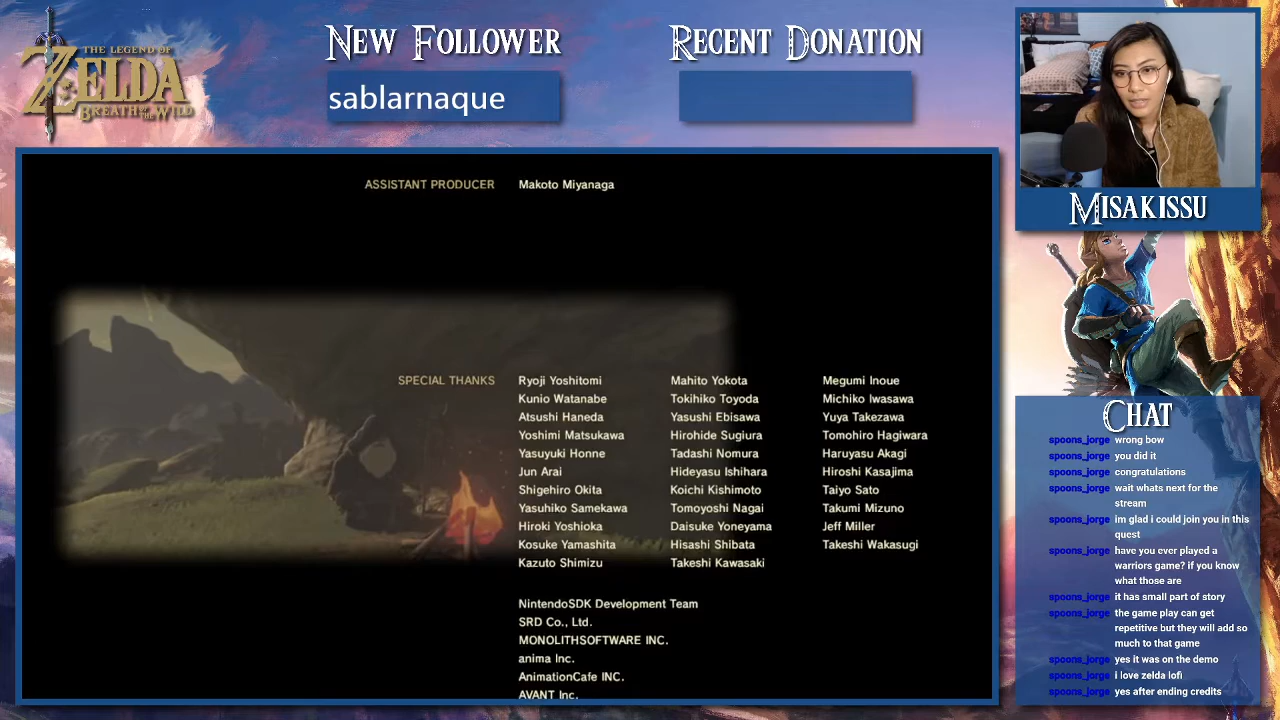 THE LEGEND OF
ZELDA
BREATH OF THE WILD
NEW FOLLOWER
sablarnaque
RECENT DONATION
MISAKISSU
ASSISTANT PRODUCER Makoto Miyanaga
SPECIAL THANKS Ryoji Yoshitomi Mahito Yokota Megumi Inoue
Kunio Watanabe Tokihiko Toyoda Michiko Iwasawa
Atsushi Haneda Yasushi Ebisawa Yuya Takezawa
Yoshimi Matsukawa Hirohide Sugiura Tomohiro Hagiwara
Yasuyuki Honne Tadashi Nomura Haruyasu Akagi
Jun Arai Hideyasu Ishihara Hiroshi Kasajima
Shigehiro Okita Koichi Kishimoto Taiyo Sato
Yasuhiko Samekawa Tomoyoshi Nagai Takumi Mizuno
Hiroki Yoshioka Daisuke Yoneyama Jeff Miller
Kosuke Yamashita Hisashi Shibata Takeshi Wakasugi
Kazuto Shimizu Takeshi Kawasaki
NintendoSDK Development Team
SRD Co., Ltd.
MONOLITHSOFTWARE INC.
anima Inc.
AnimationCafe INC.
AVANT Inc.
CHAT
spoons_jorge wrong bow
spoons_jorge you did it
spoons_jorge congratulations
spoons_jorge wait whats next for the
stream
spoons_jorge im glad i could join you in this
quest
spoons_jorge have you ever played a
warriors game? if you know
what those are
spoons_jorge it has small part of story
spoons_jorge the game play can get
repetitive but they will add so
much to that game
spoons_jorge yes it was on the demo
spoons_jorge i love zelda lofi
spoons_jorge yes after ending credits